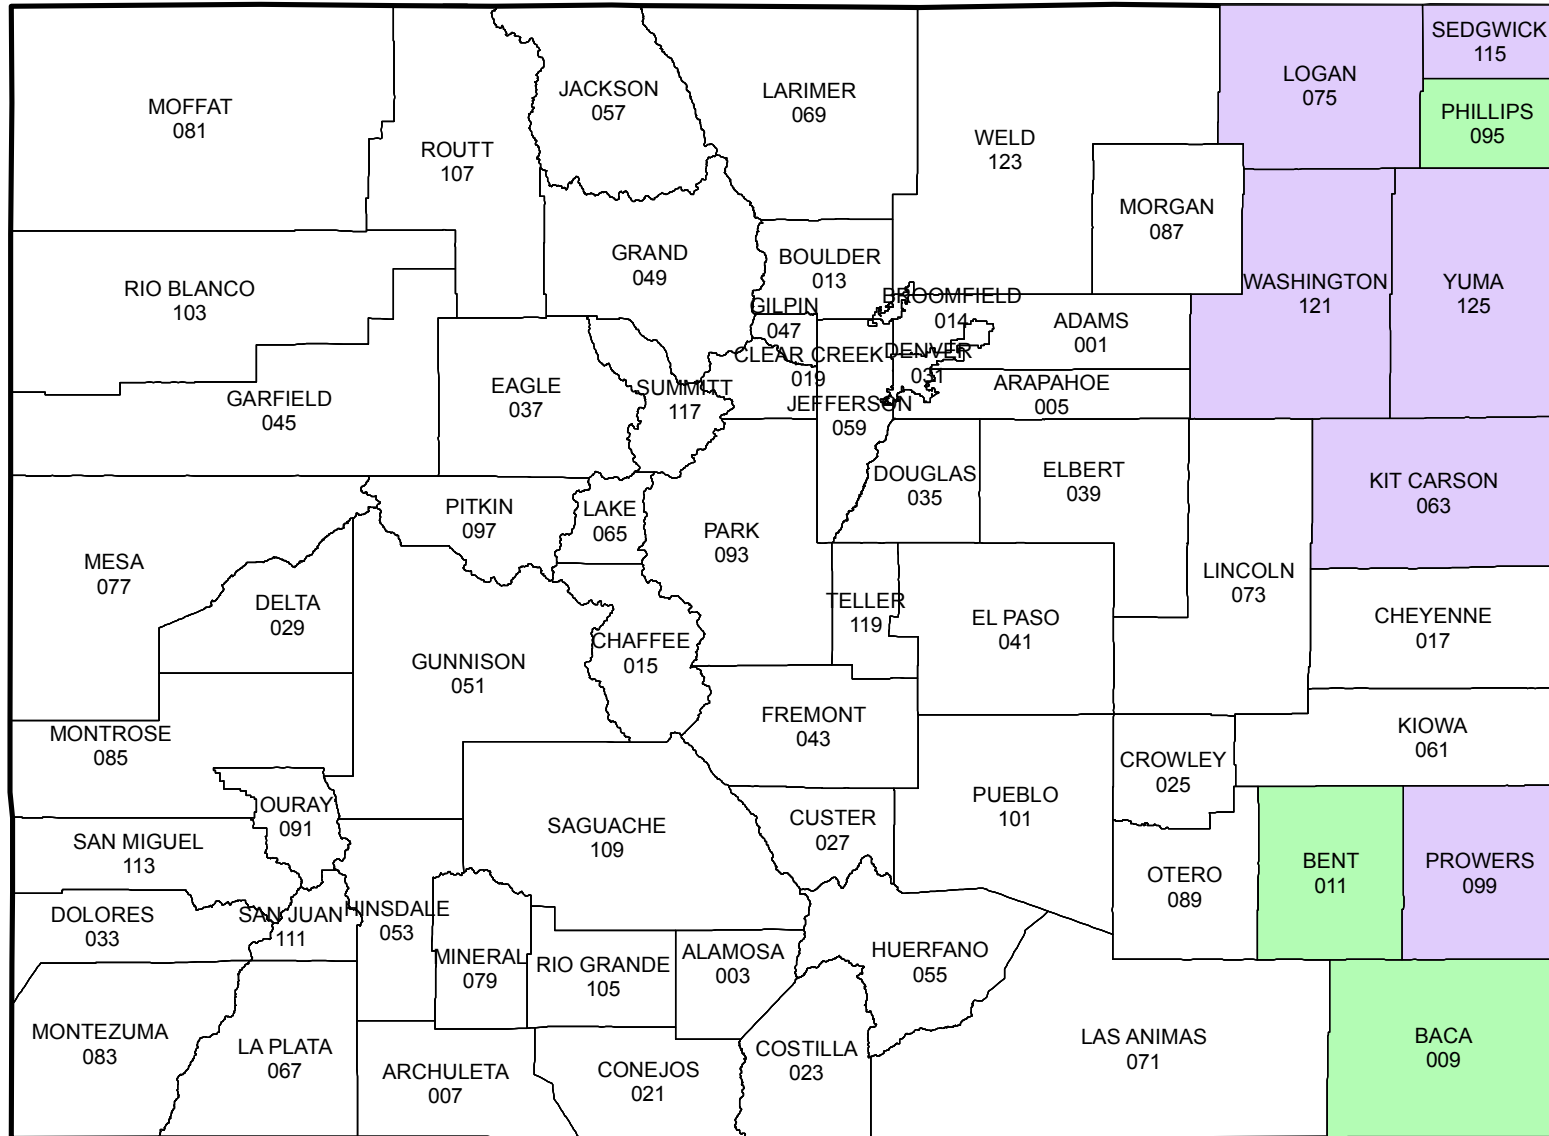 SEDGWICK
115
LOGAN
075
JACKSON
057
LARIMER
069
MOFFAT
081
PHILLIPS
095
WELD
123
ROUTT
107
MORGAN
087
GRAND
049
BOULDER
013
RIO BLANCO
103
WASHINGTON
121
YUMA
125
BROOMFIELD
014
GILPIN
047
ADAMS
001
CLEAR CREEK
019
DENVER
031
ARAPAHOE
005
EAGLE
037
SUMMITT
117
GARFIELD
045
JEFFERSON
059
DOUGLAS
035
ELBERT
039
KIT CARSON
063
PITKIN
097
LAKE
065
PARK
093
MESA
077
LINCOLN
073
DELTA
029
TELLER
119
EL PASO
041
CHEYENNE
017
CHAFFEE
015
GUNNISON
051
FREMONT
043
KIOWA
061
MONTROSE
085
CROWLEY
025
OURAY
091
PUEBLO
101
CUSTER
027
SAGUACHE
109
SAN MIGUEL
113
BENT
011
PROWERS
099
OTERO
089
DOLORES
033
SAN JUAN
111
HINSDALE
053
MINERAL
079
RIO GRANDE
105
ALAMOSA
003
HUERFANO
055
MONTEZUMA
083
LA PLATA
067
ARCHULETA
007
CONEJOS
021
COSTILLA
023
LAS ANIMAS
071
BACA
009